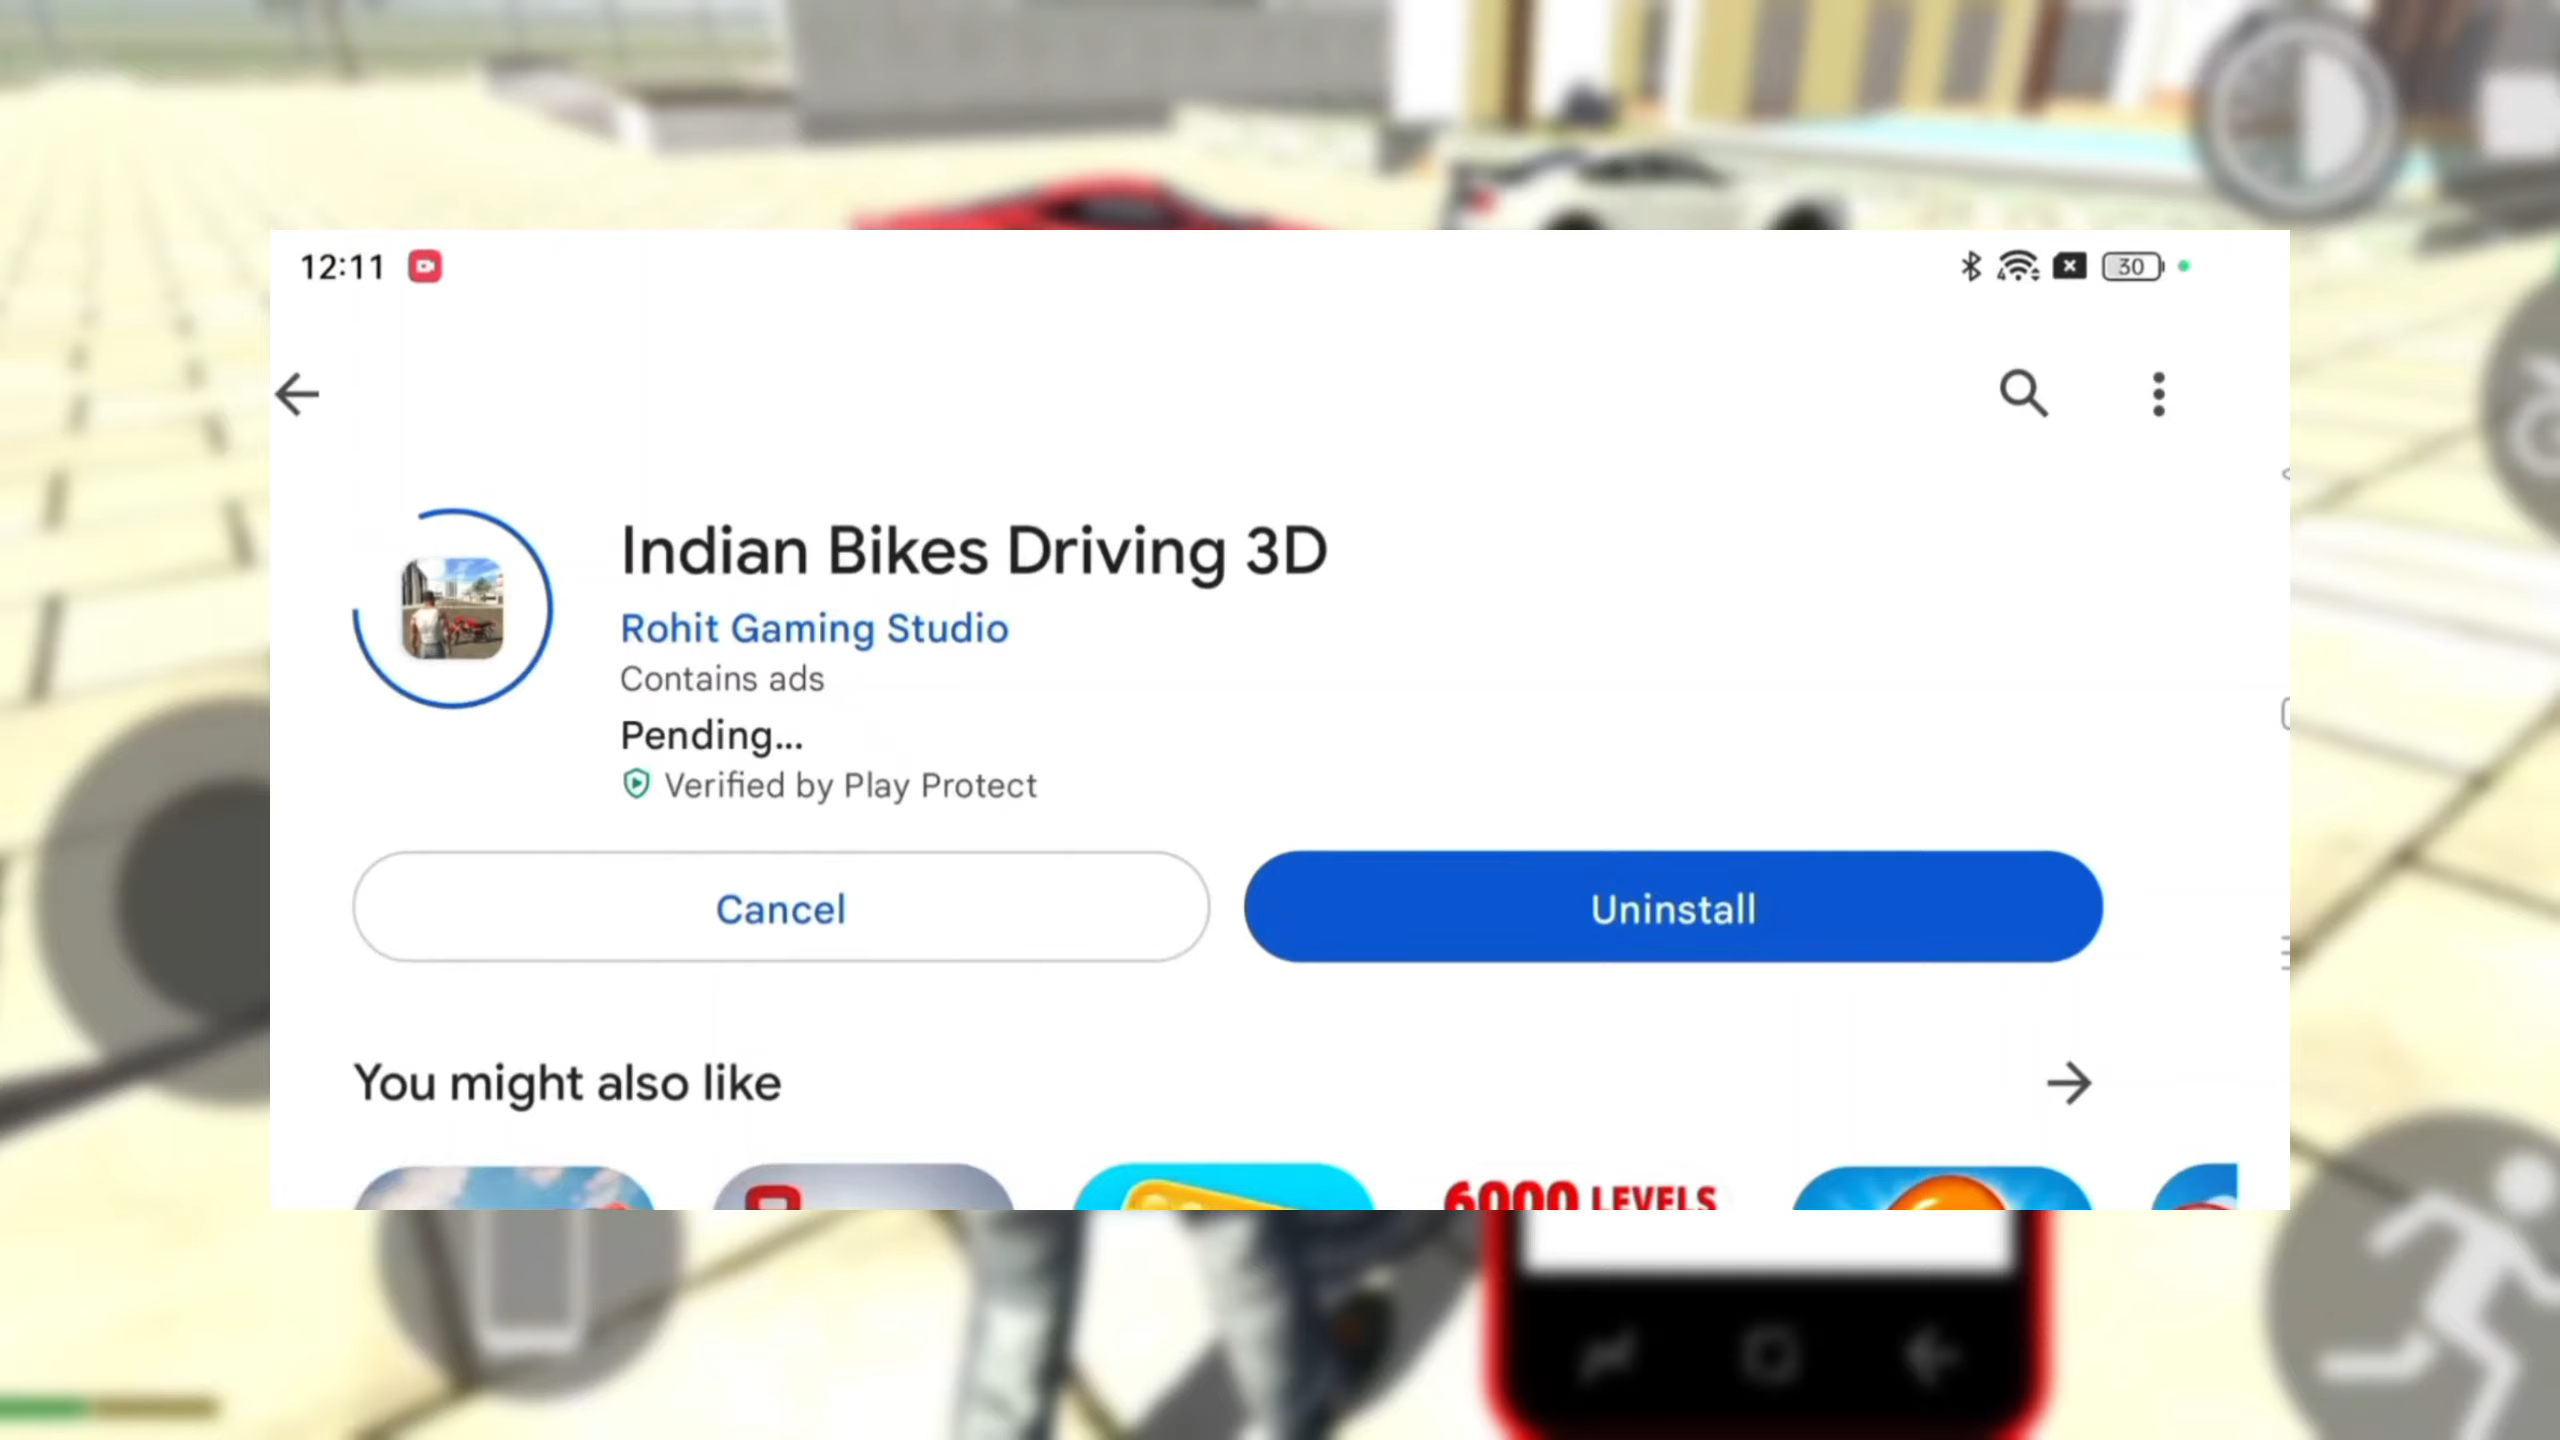 12:11
30
Indian Bikes Driving 3D
Rohit Gaming Studio
Contains ads
Pending...
Verified by Play Protect
Cancel
Uninstall
You might also like
6000 LEVELS